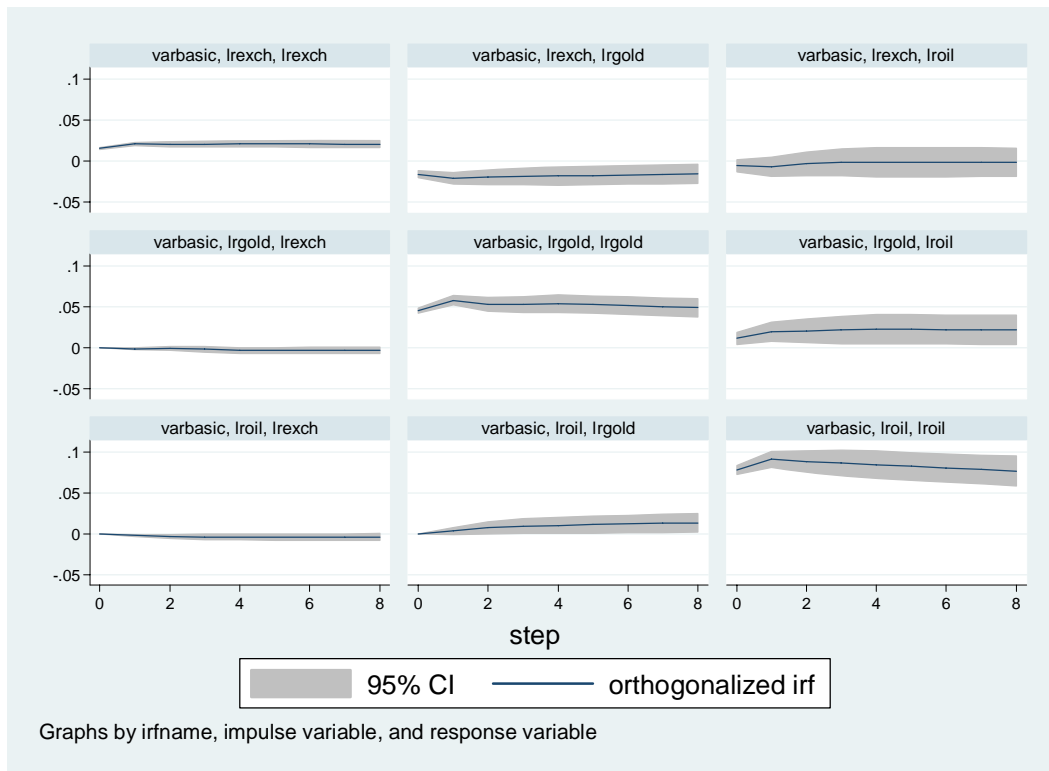 varbasic, lrexch, lrexch
varbasic, lrexch, lrgold
varbasic, lrexch, lroil
.1
.05
0
-.05
varbasic, lrgold, lrexch
varbasic, lrgold, lrgold
varbasic, lrgold, lroil
.1
.05
0
-.05
varbasic, lroil, lrexch
varbasic, lroil, lrgold
varbasic, lroil, lroil
.1
.05
0
-.05
0 2 4 6 8
0 2 4 6 8
0 2 4 6 8
step
95% CI
orthogonalized irf
Graphs by irfname, impulse variable, and response variable